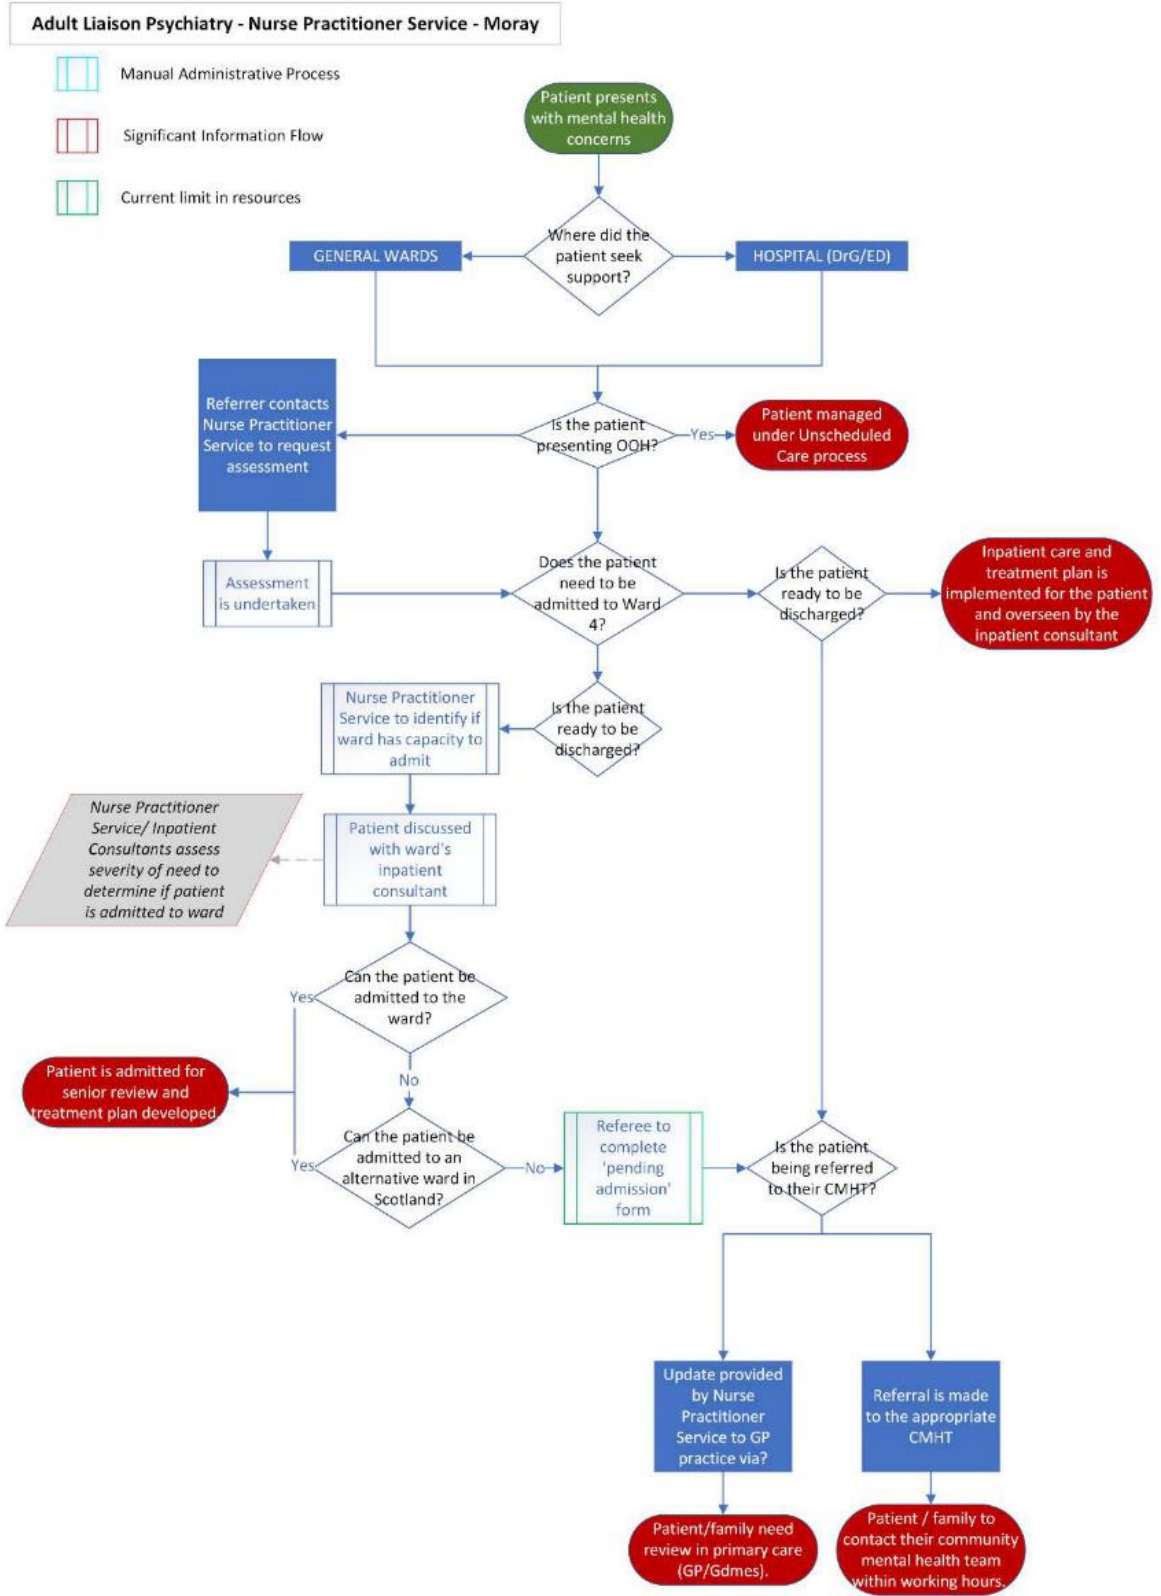 Adult Liaison Psychiatry - Nurse Practitioner Service - Moray
Manual Administrative Process
Significant Information Flow
Current limit in resources
Patient presents
with mental health
concerns
Where did the
patient seek
support?
GENERAL WARDS
HOSPITAL (DrG/ED)
Referrer contacts
Nurse Practitioner
Service to request
assessment
Is the patient
presenting OOH?
Yes
Patient managed
under Unscheduled
Care process
Assessment
is undertaken
Does the patient
need to be
admitted to Ward
4?
Is the patient
ready to be
discharged?
Inpatient care and
treatment plan is
implemented for the patient
and overseen by the
inpatient consultant
Nurse Practitioner
Service to identify if
ward has capacity to
admit
Is the patient
ready to be
discharged?
Nurse Practitioner
Service/ Inpatient
Consultants assess
severity of need to
determine if patient
is admitted to ward
Patient discussed
with ward's
inpatient
consultant
Can the patient be
admitted to the
ward?
Yes
No
Patient is admitted for
senior review and
treatment plan developed.
Can the patient be
admitted to an
alternative ward in
Scotland?
Yes
No
Referee to
complete
'pending
admission'
form
Is the patient
being referred
to their CMHT?
Update provided
by Nurse
Practitioner
Service to GP
practice via?
Referral is made
to the appropriate
CMHT
Patient/family need
review in primary care
(GP/Gdmes).
Patient / family to
contact their community
mental health team
within working hours.